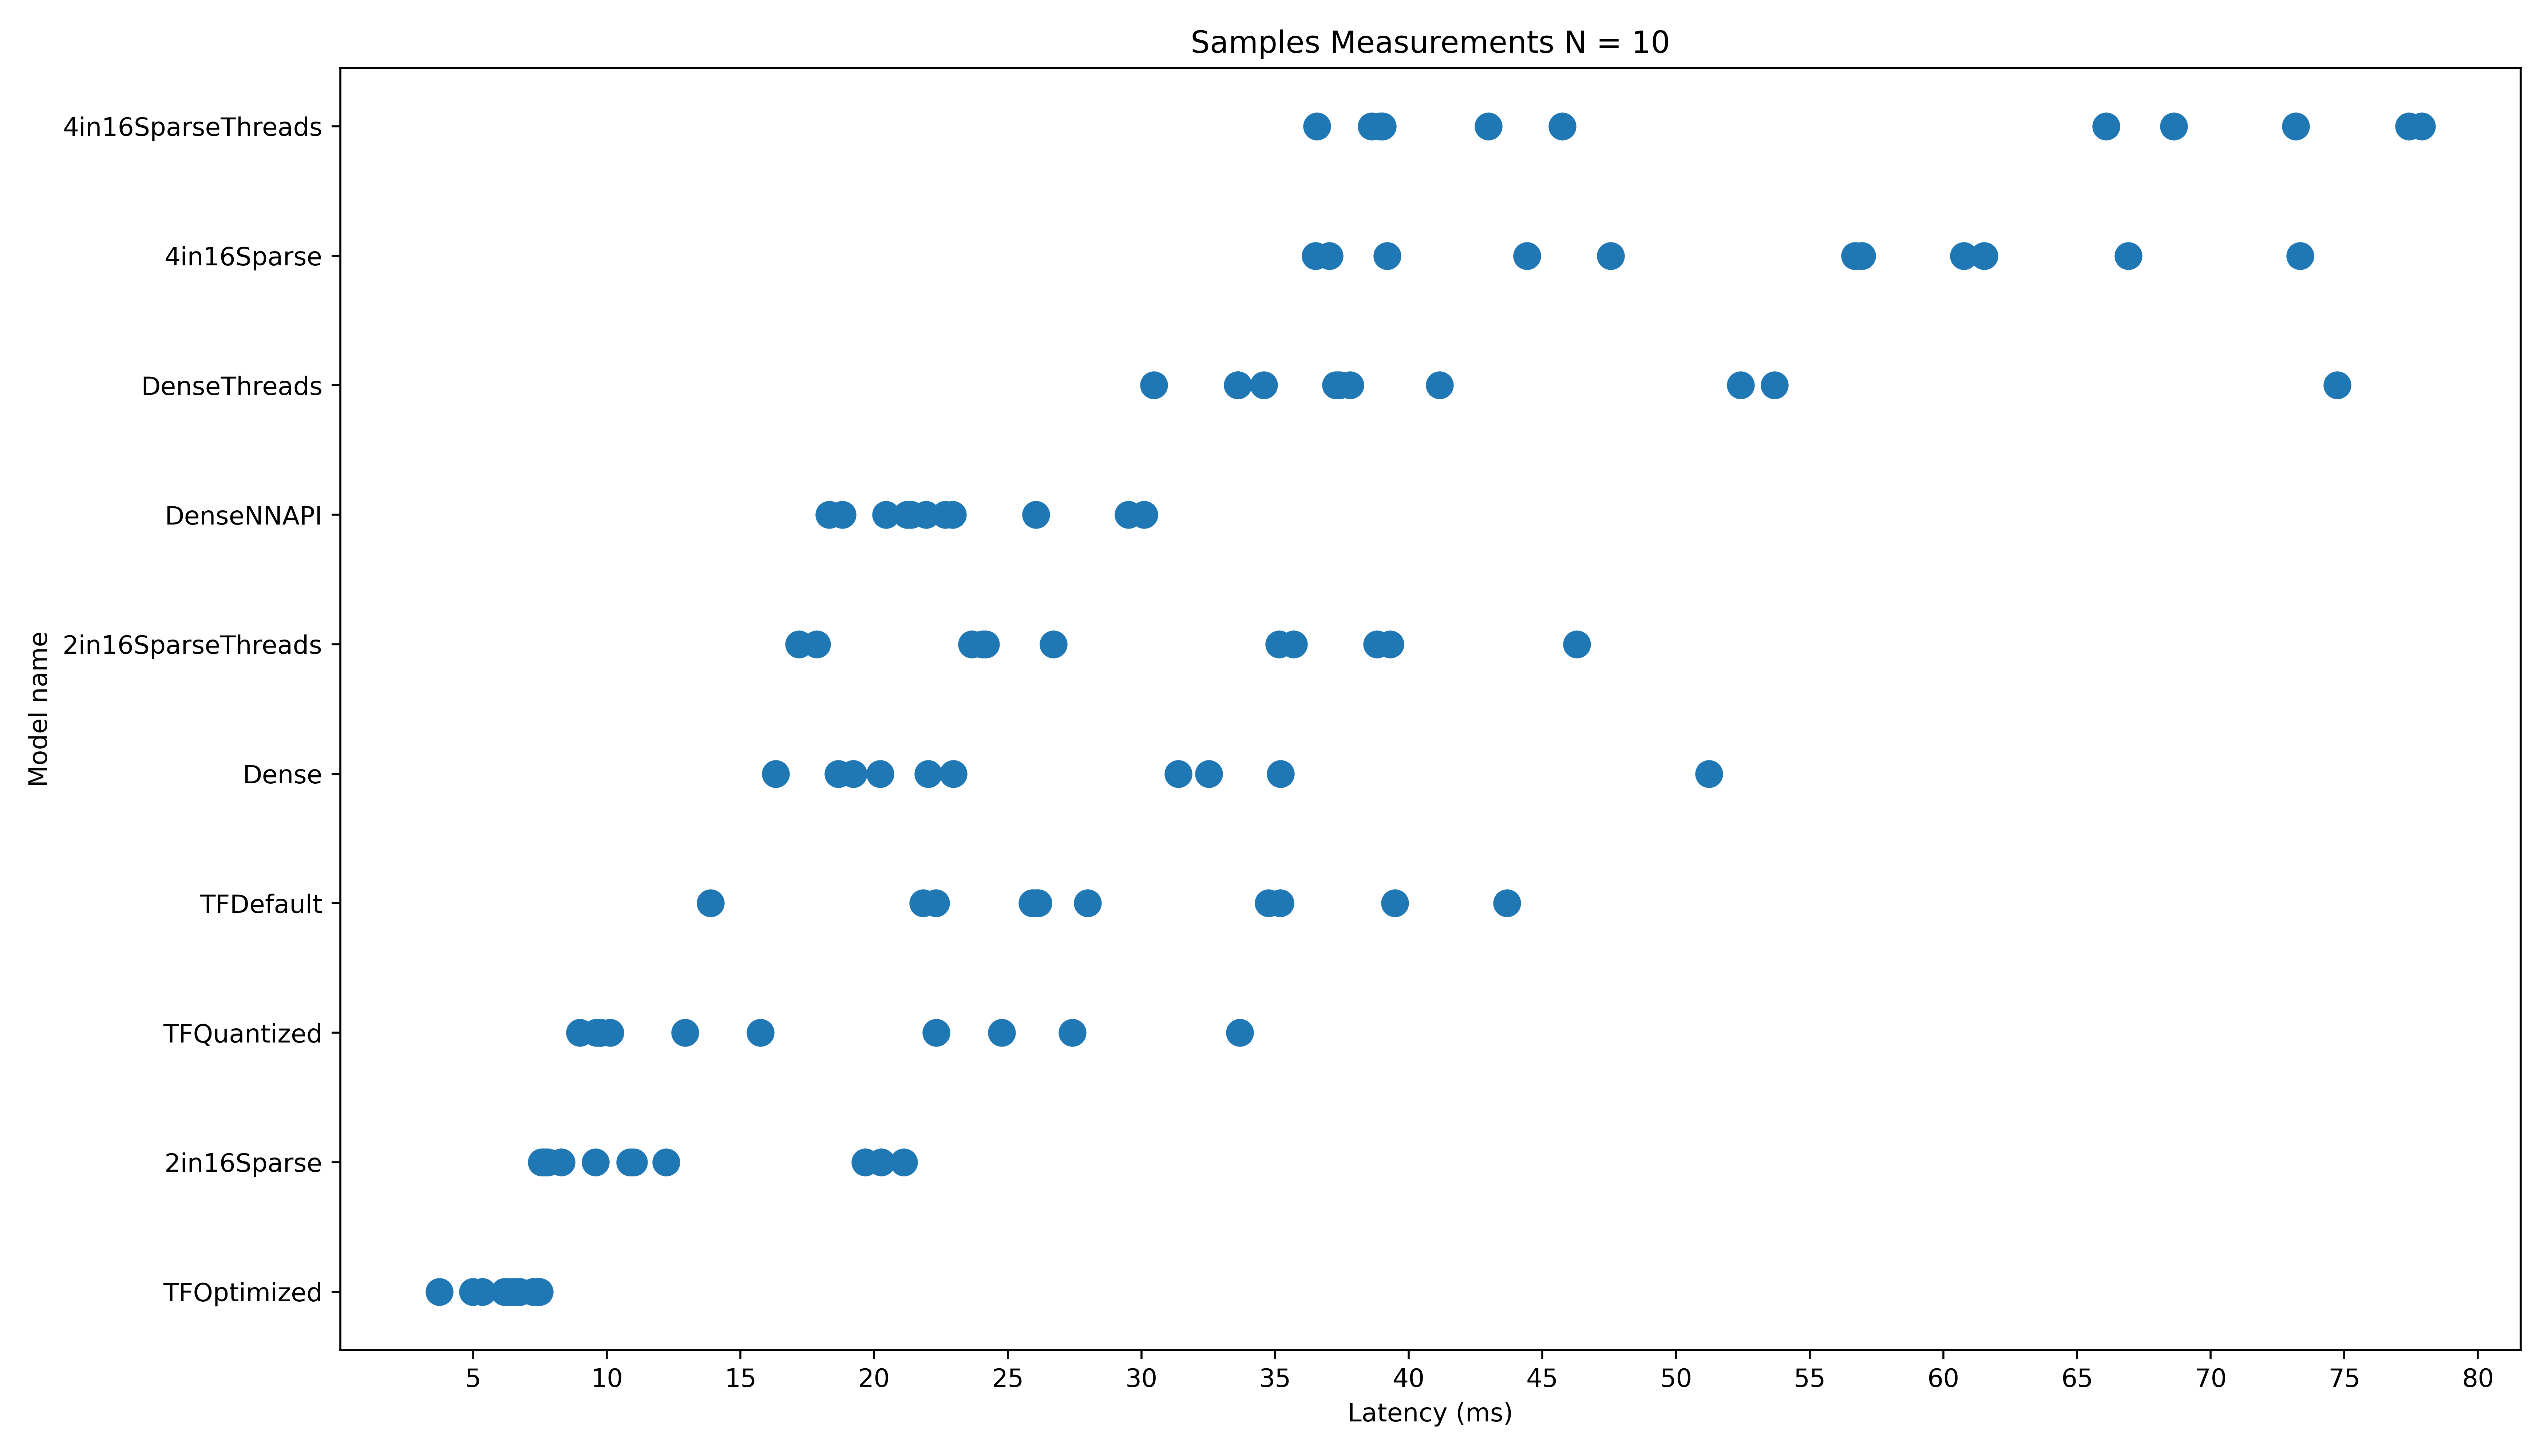 Samples Measurements N = 10
Model name
4in16SparseThreads
4in16Sparse
DenseThreads
DenseNNAPI
2in16SparseThreads
Dense
TFDefault
TFQuantized
2in16Sparse
TFOptimized
5 10 15 20 25 30 35 40 45 50 55 60 65 70 75 80
Latency (ms)